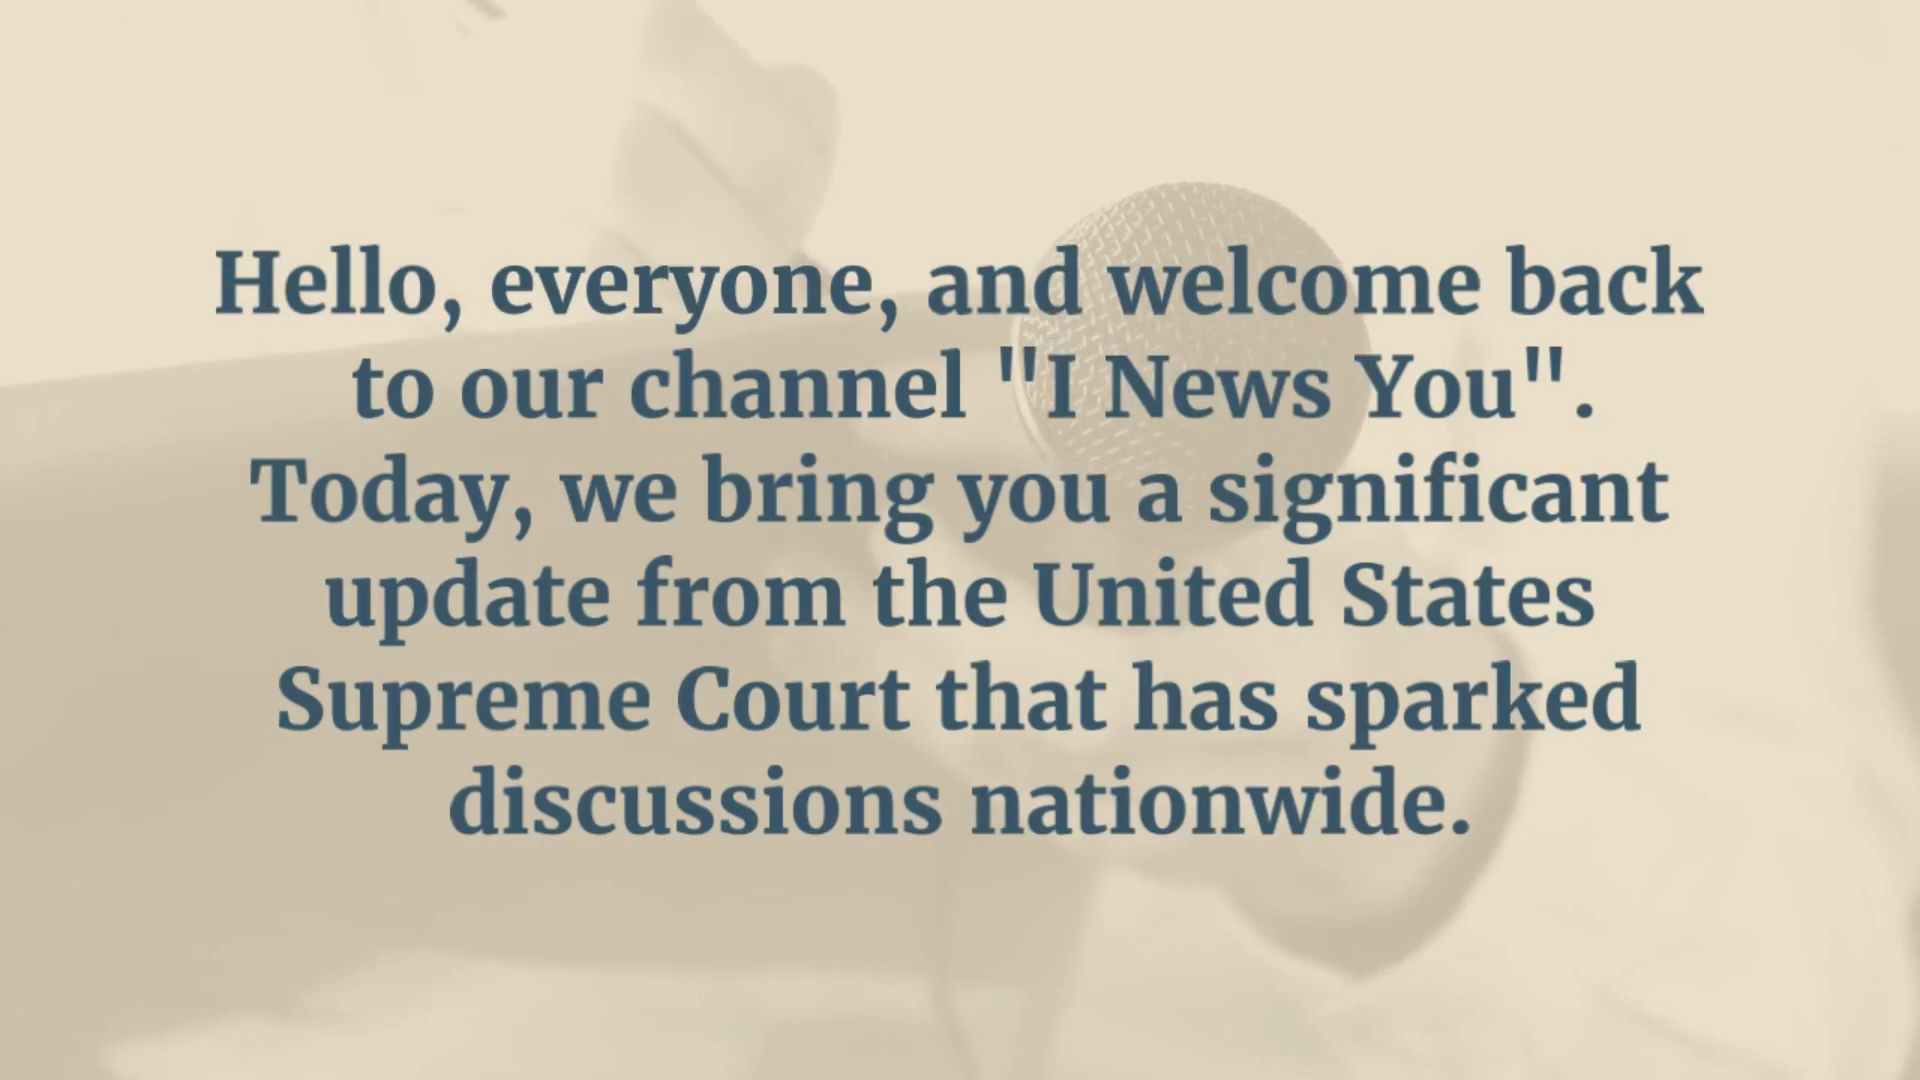 Hello, everyone, and welcome back
to our channel "I News You".
Today, we bring you a significant
update from the United States
Supreme Court that has sparked
discussions nationwide.